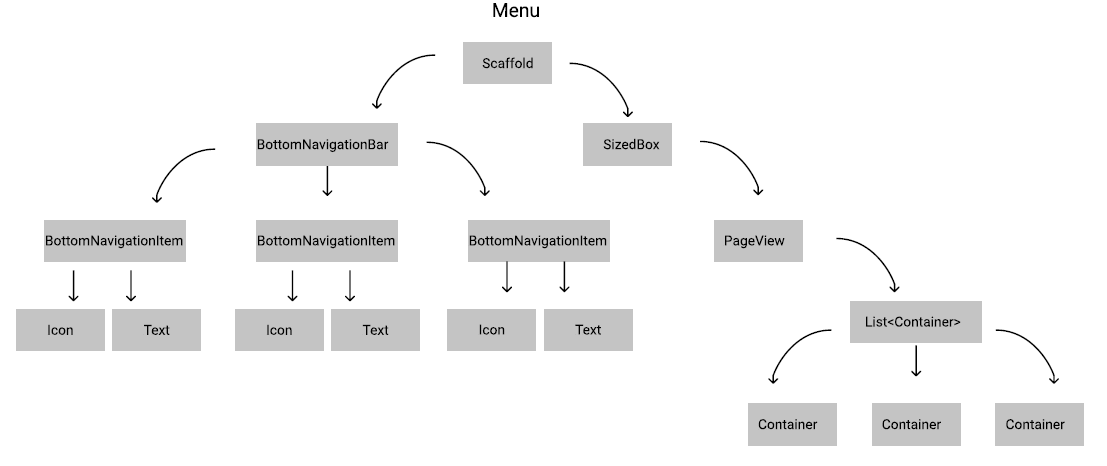 Menu
Scaffold
BottomNavigationBar
SizedBox
BottomNavigationItem
BottomNavigationItem
BottomNavigationItem
PageView
Icon
Text
Icon
Text
Icon
Text
List<Container>
Container
Container
Container